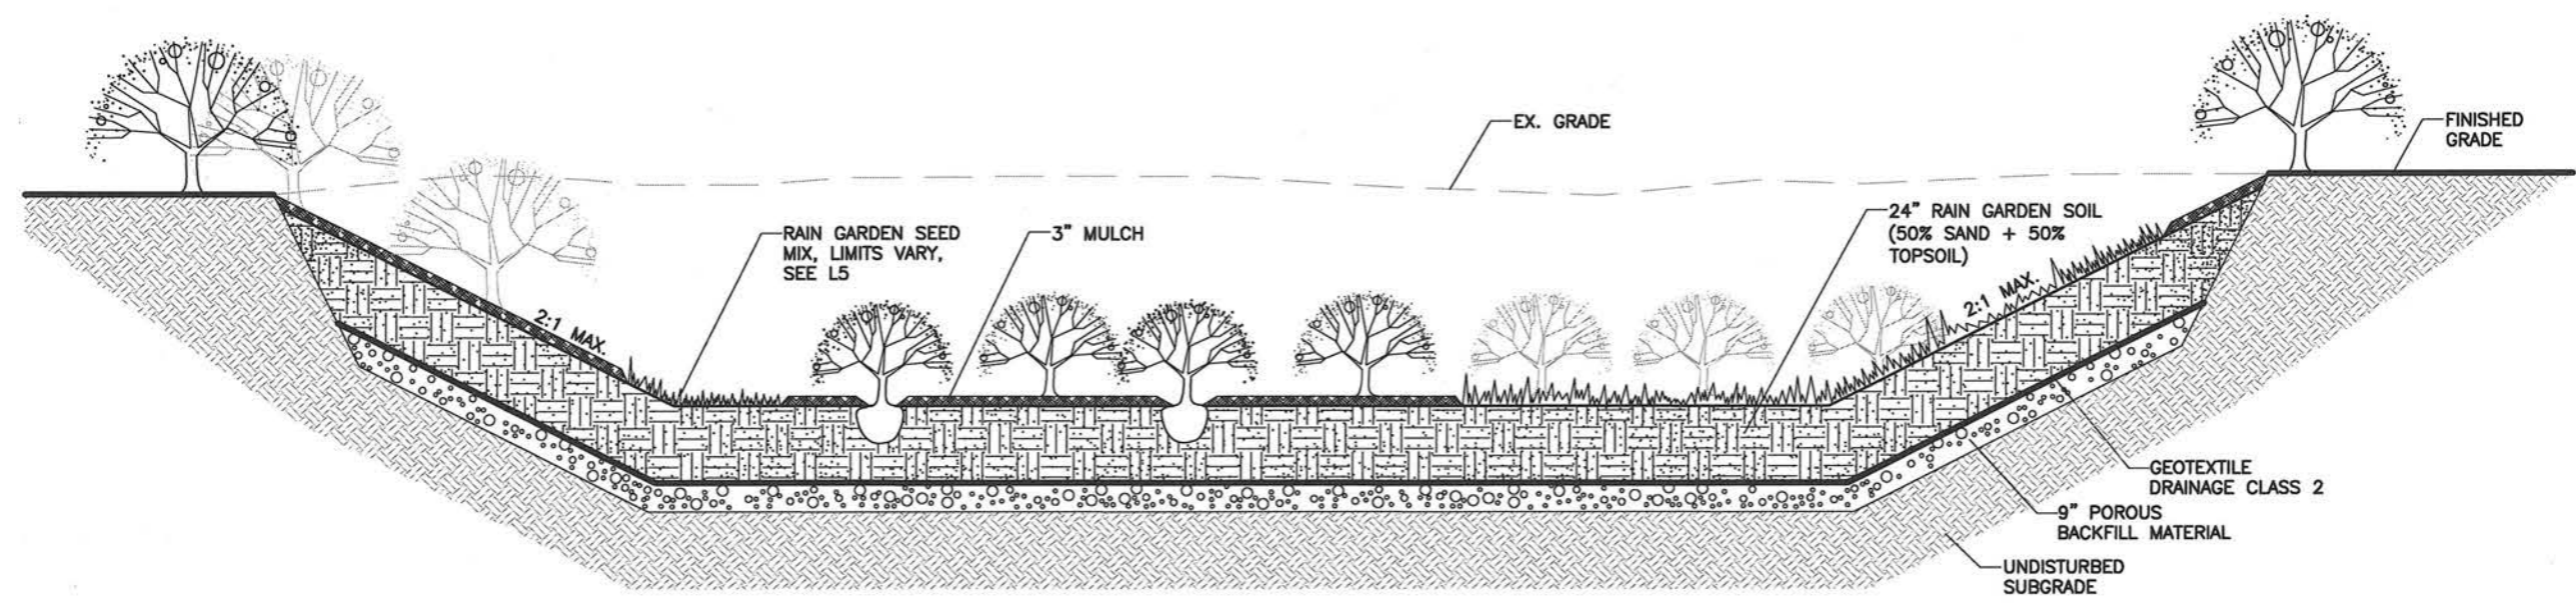 EX. GRADE
FINISHED
GRADE
RAIN GARDEN SEED
MIX, LIMITS VARY,
SEE L5
3" MULCH
24" RAIN GARDEN SOIL
(50% SAND + 50%
TOPSOIL)
2:1 MAX.
2:1 MAX.
GEOTEXTILE
DRAINAGE CLASS 2
9" POROUS
BACKFILL MATERIAL
UNDISTURBED
SUBGRADE